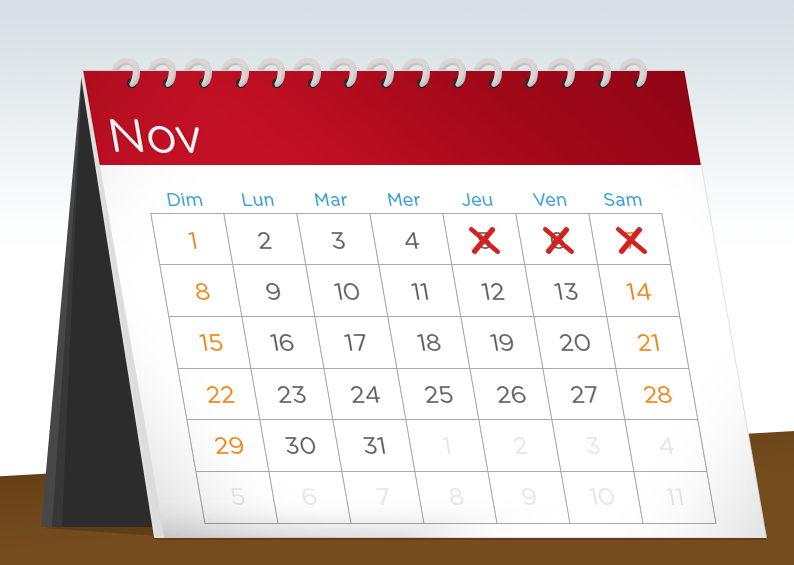 Nov
Dim Lun Mar Mer Jeu Ven Sam
1 2 3 4
8 9 10 11 12 13 14
15 16 17 18 19 20 21
22 23 24 25 26 27 28
29 30 31 1 2 3 4
5 6 7 8 9 10 11